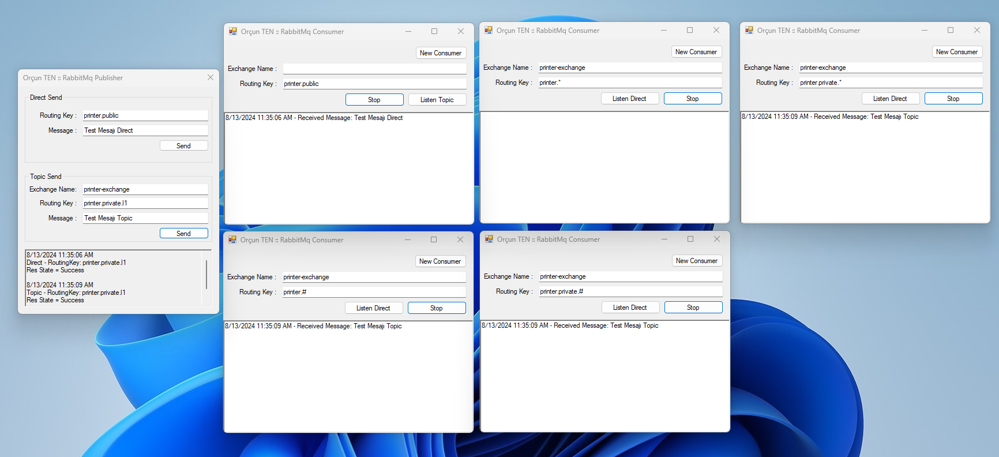 Orçun TEN :: RabbitMq Publisher
Direct Send
Routing Key : printer.public
Message : Test Mesajı Direct
Send
Topic Send
Exchange Name: printer-exchange
Routing Key : printer.private.l1
Message : Test Mesajı Topic
Send
8/13/2024 11:35:06 AM
Direct - RoutingKey: printer.private.l1
Res State = Success
8/13/2024 11:35:09 AM
Topic - RoutingKey: printer.private.l1
Res State = Success
Orçun TEN :: RabbitMq Consumer
New Consumer
Exchange Name :
Routing Key : printer.public
Stop Listen Topic
8/13/2024 11:35:06 AM - Received Message: Test Mesajı Direct
Orçun TEN :: RabbitMq Consumer
New Consumer
Exchange Name : printer-exchange
Routing Key : printer.*
Listen Direct Stop
Orçun TEN :: RabbitMq Consumer
New Consumer
Exchange Name : printer-exchange
Routing Key : printer.private.*
Listen Direct Stop
8/13/2024 11:35:09 AM - Received Message: Test Mesajı Topic
Orçun TEN :: RabbitMq Consumer
New Consumer
Exchange Name : printer-exchange
Routing Key : printer.#
Listen Direct Stop
8/13/2024 11:35:09 AM - Received Message: Test Mesajı Topic
Orçun TEN :: RabbitMq Consumer
New Consumer
Exchange Name : printer-exchange
Routing Key : printer.private.#
Listen Direct Stop
8/13/2024 11:35:09 AM - Received Message: Test Mesajı Topic